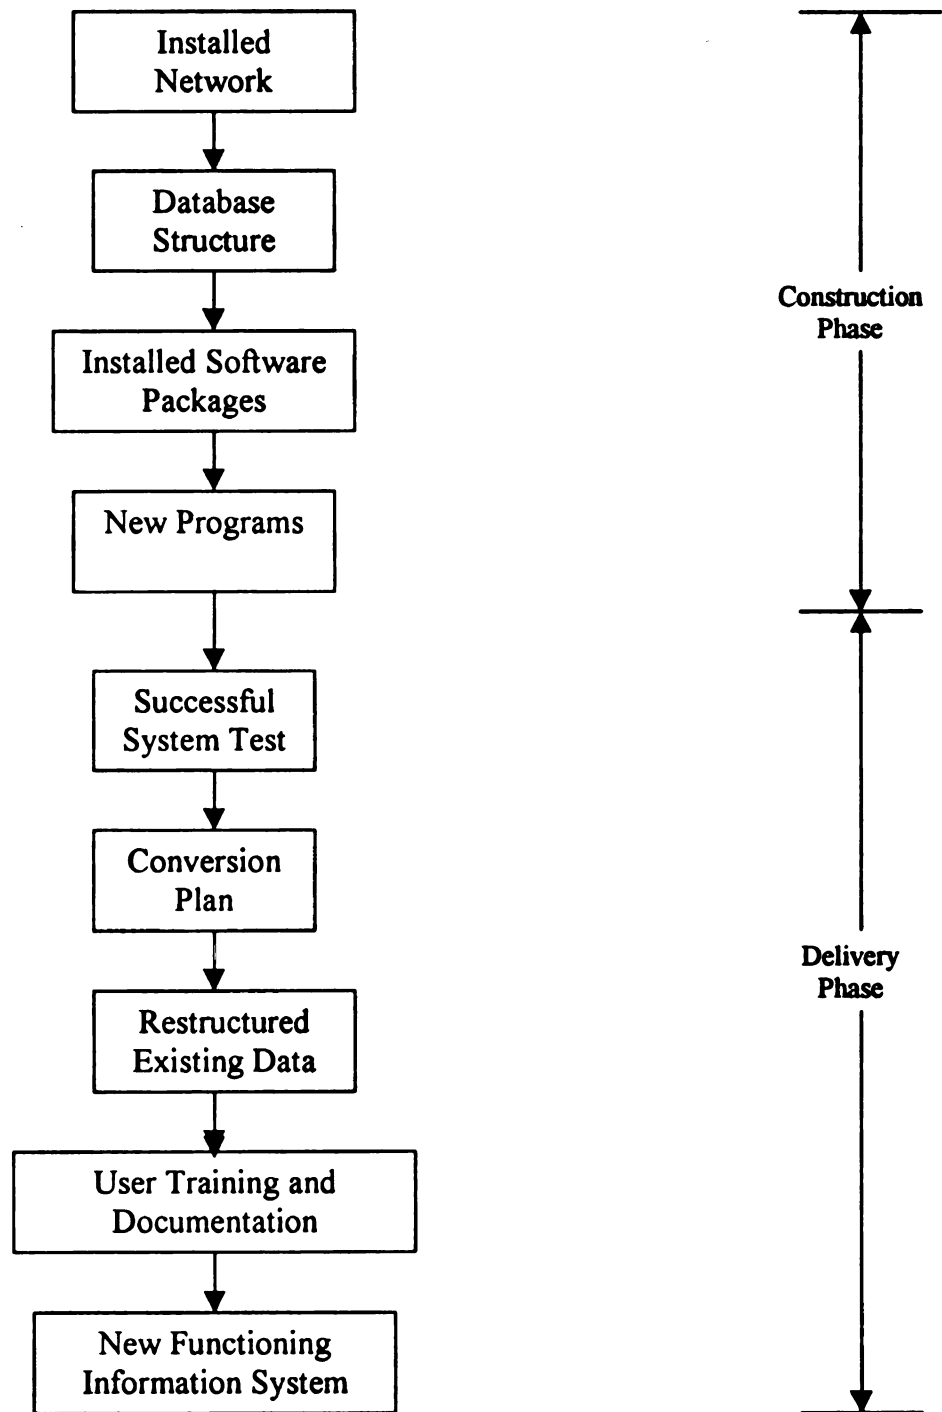 Installed
Network
Database
Structure
Installed Software
Packages
New Programs
Successful
System Test
Conversion
Plan
Restructured
Existing Data
User Training and
Documentation
New Functioning
Information System
Construction
Phase
Delivery
Phase